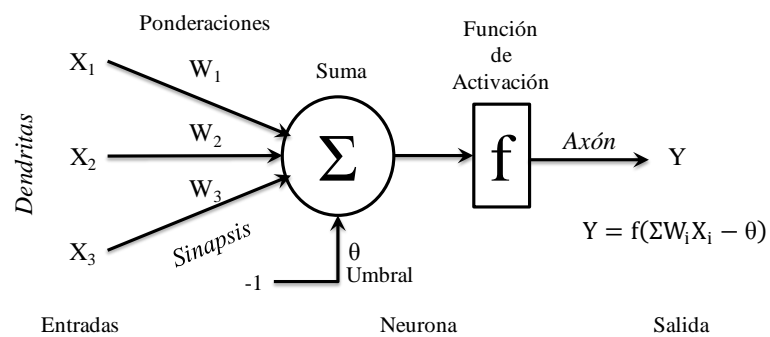 Ponderaciones
Función
de
Activación
Suma
X₁
W₁
Dendritas
X₂
W₂
Σ
f
Axón
Y
W₃
X₃
Sinapsis
Y = f(ΣWᵢXᵢ − θ)
θ
-1
Umbral
Entradas
Neurona
Salida